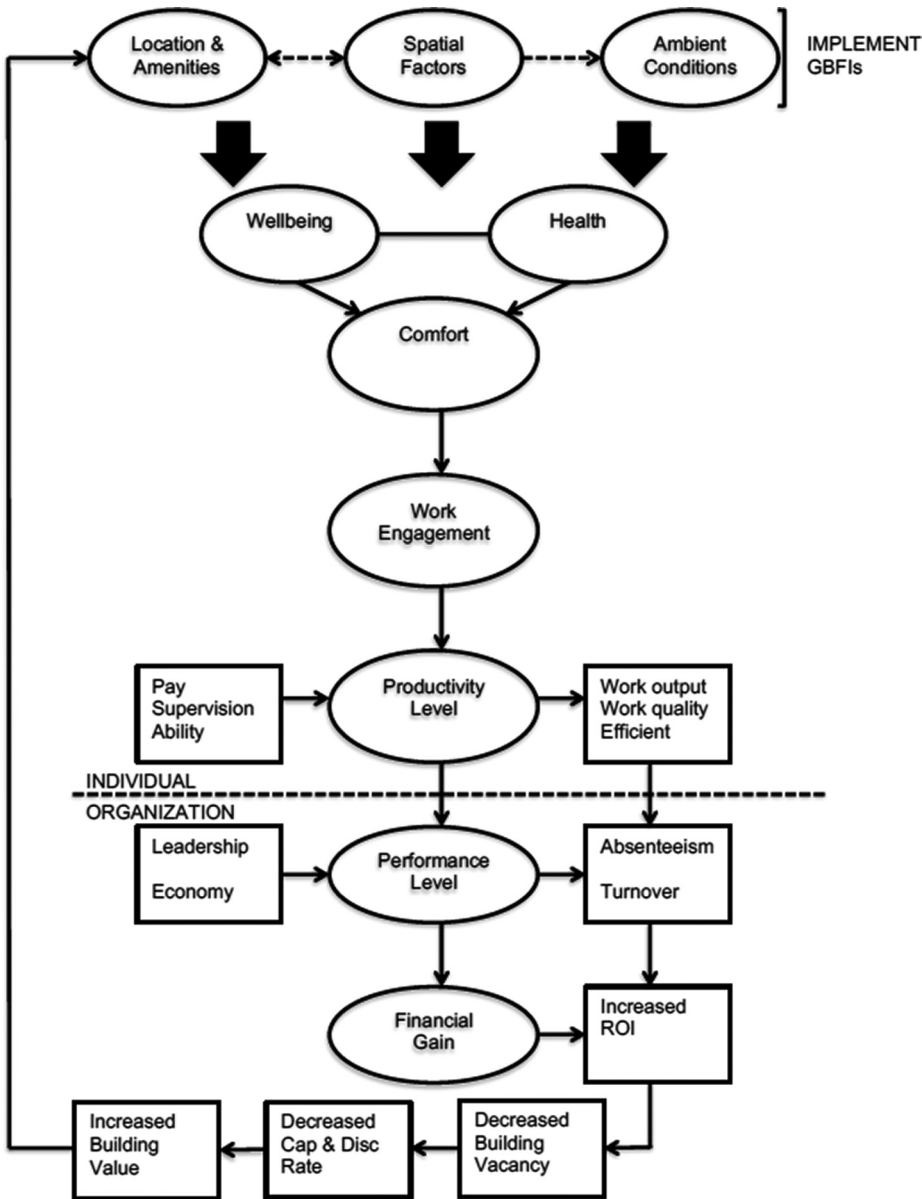 Location &
Amenities
Spatial
Factors
Ambient
Conditions
IMPLEMENT
GBFIs
Wellbeing
Health
Comfort
Work
Engagement
Pay
Supervision
Ability
Productivity
Level
Work output
Work quality
Efficient
INDIVIDUAL
ORGANIZATION
Leadership
Economy
Performance
Level
Absenteeism
Turnover
Financial
Gain
Increased
ROI
Increased
Building
Value
Decreased
Cap & Disc
Rate
Decreased
Building
Vacancy